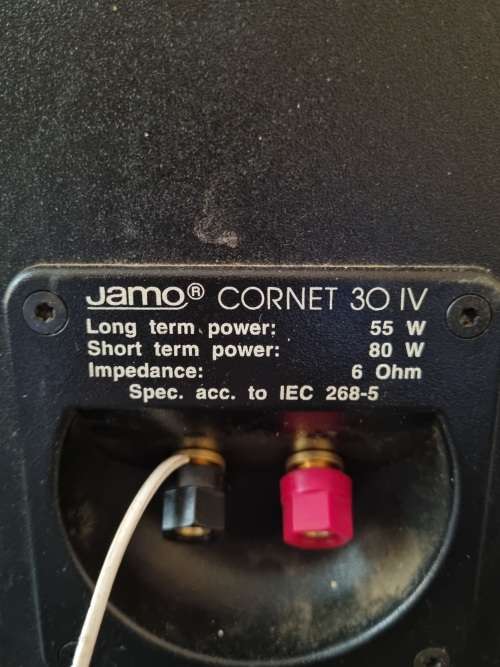 Jamo® CORNET 30 IV
Long term power: 55 W
Short term power: 80 W
Impedance: 6 Ohm
Spec. acc. to IEC 268-5